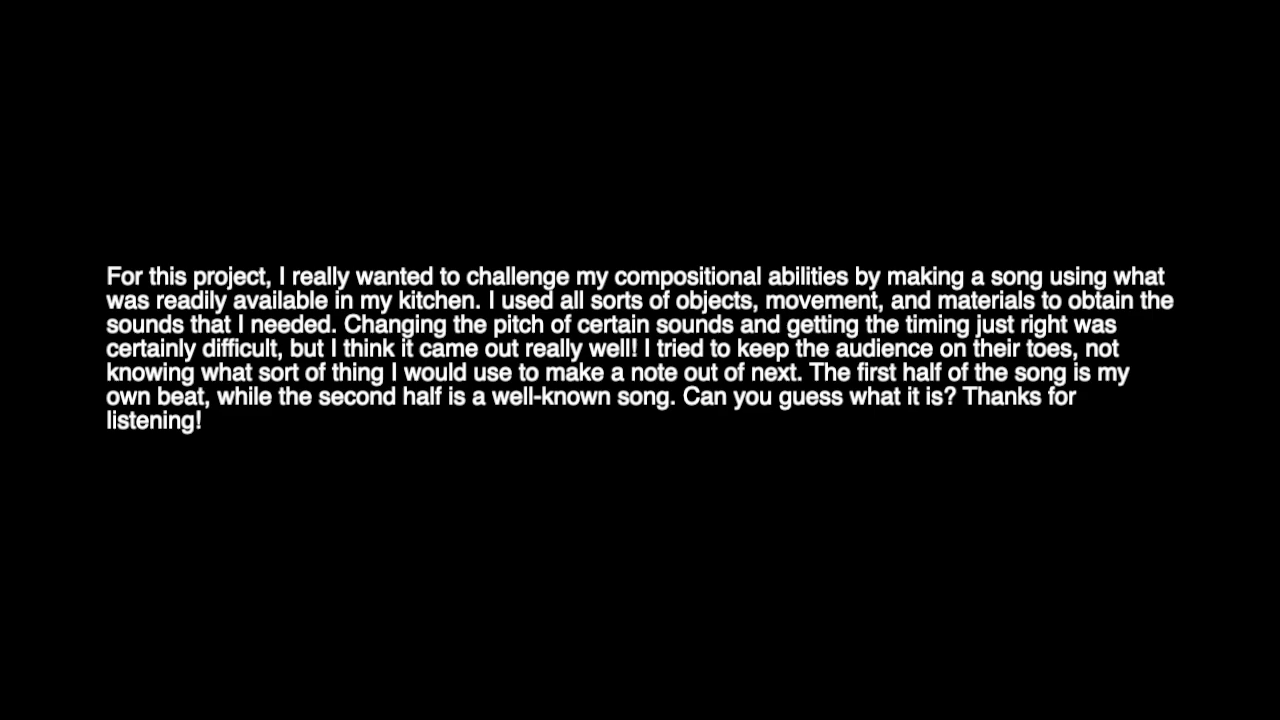 For this project, I really wanted to challenge my compositional abilities by making a song using what
was readily available in my kitchen. I used all sorts of objects, movement, and materials to obtain the
sounds that I needed. Changing the pitch of certain sounds and getting the timing just right was
certainly difficult, but I think it came out really well! I tried to keep the audience on their toes, not
knowing what sort of thing I would use to make a note out of next. The first half of the song is my
own beat, while the second half is a well-known song. Can you guess what it is? Thanks for
listening!